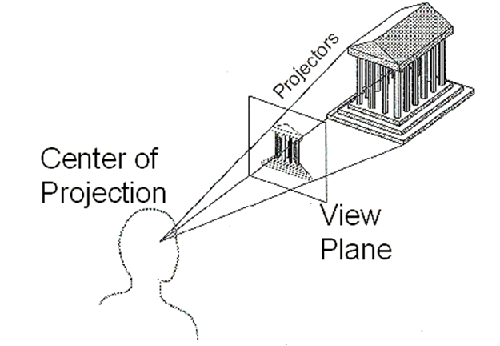 Projectors
Center of
Projection
View
Plane